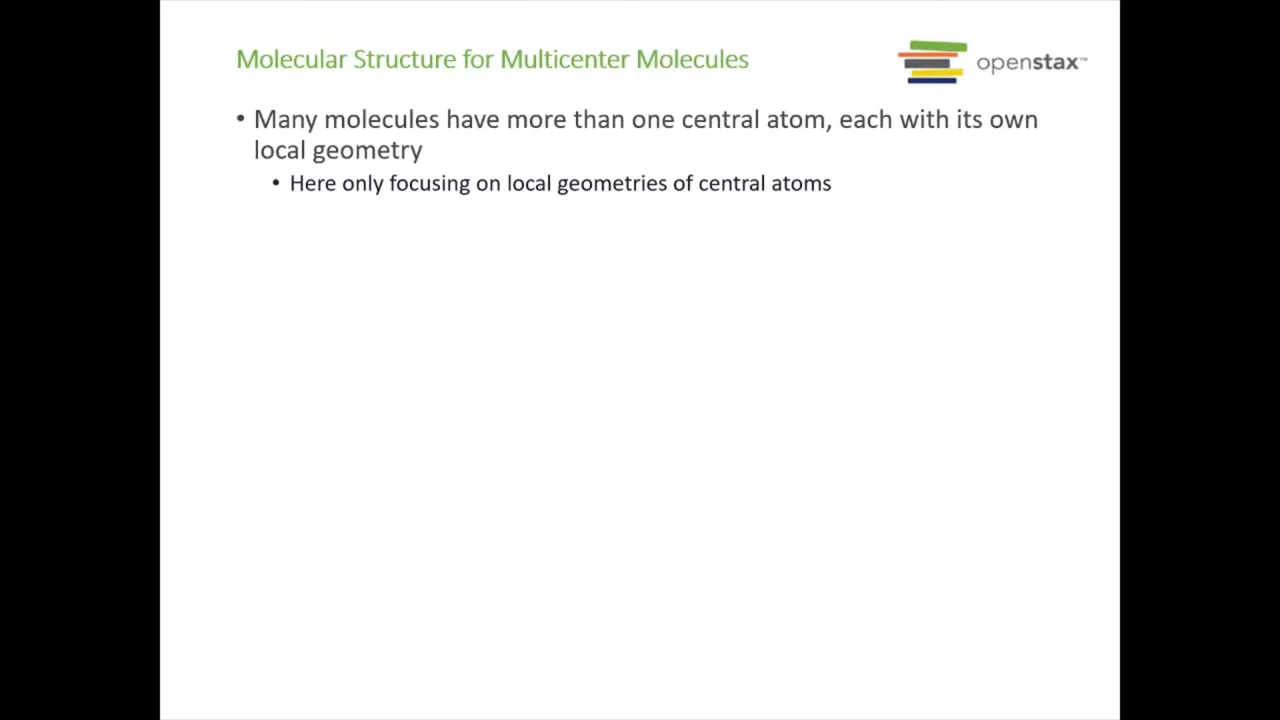 Molecular Structure for Multicenter Molecules
openstax™
• Many molecules have more than one central atom, each with its own
local geometry
• Here only focusing on local geometries of central atoms